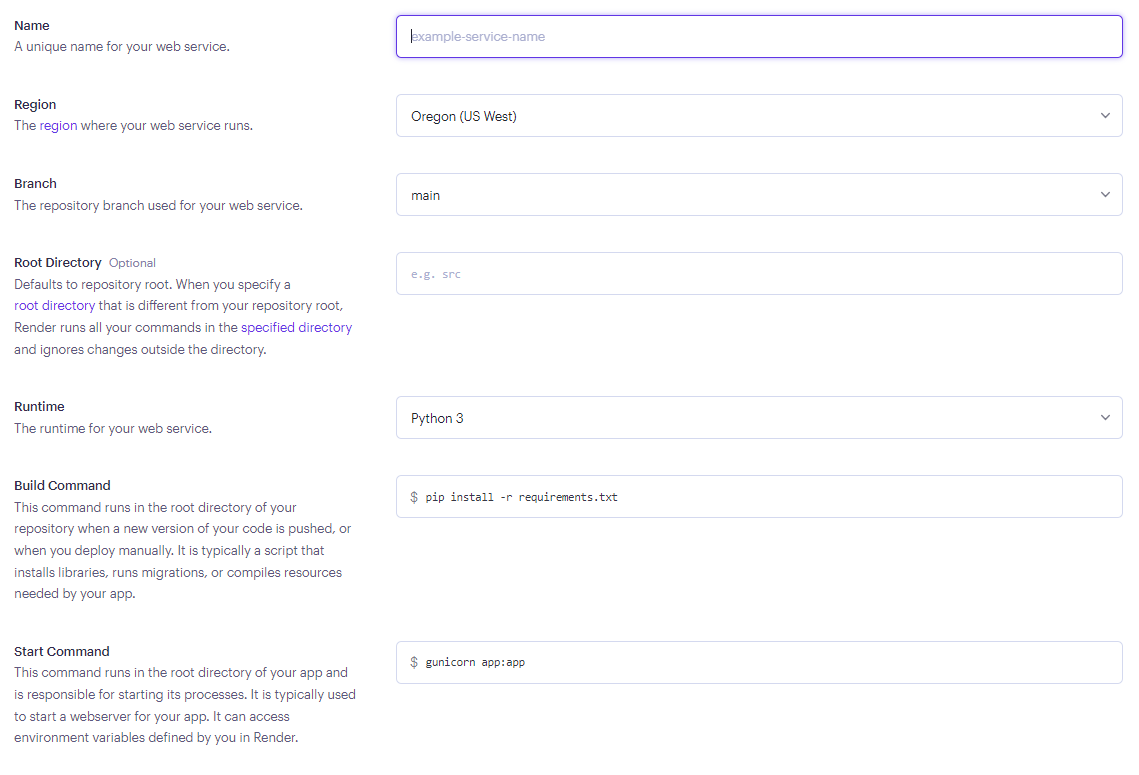 Name
A unique name for your web service.
example-service-name
Region
The region where your web service runs.
Oregon (US West)
Branch
The repository branch used for your web service.
main
Root Directory Optional
Defaults to repository root. When you specify a
root directory that is different from your repository root,
Render runs all your commands in the specified directory
and ignores changes outside the directory.
e.g. src
Runtime
The runtime for your web service.
Python 3
Build Command
This command runs in the root directory of your
repository when a new version of your code is pushed, or
when you deploy manually. It is typically a script that
installs libraries, runs migrations, or compiles resources
needed by your app.
$ pip install -r requirements.txt
Start Command
This command runs in the root directory of your app and
is responsible for starting its processes. It is typically used
to start a webserver for your app. It can access
environment variables defined by you in Render.
$ gunicorn app:app